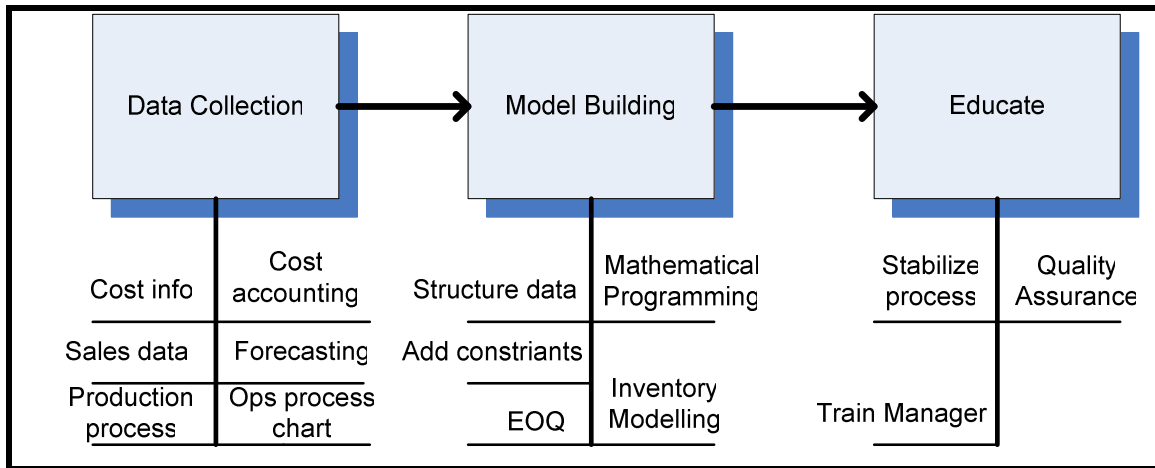 Data Collection
Model Building
Educate
Cost info
Cost
accounting
Sales data
Forecasting
Production
process
Ops process
chart
Structure data
Mathematical
Programming
Add constriants
EOQ
Inventory
Modelling
Stabilize
process
Quality
Assurance
Train Manager